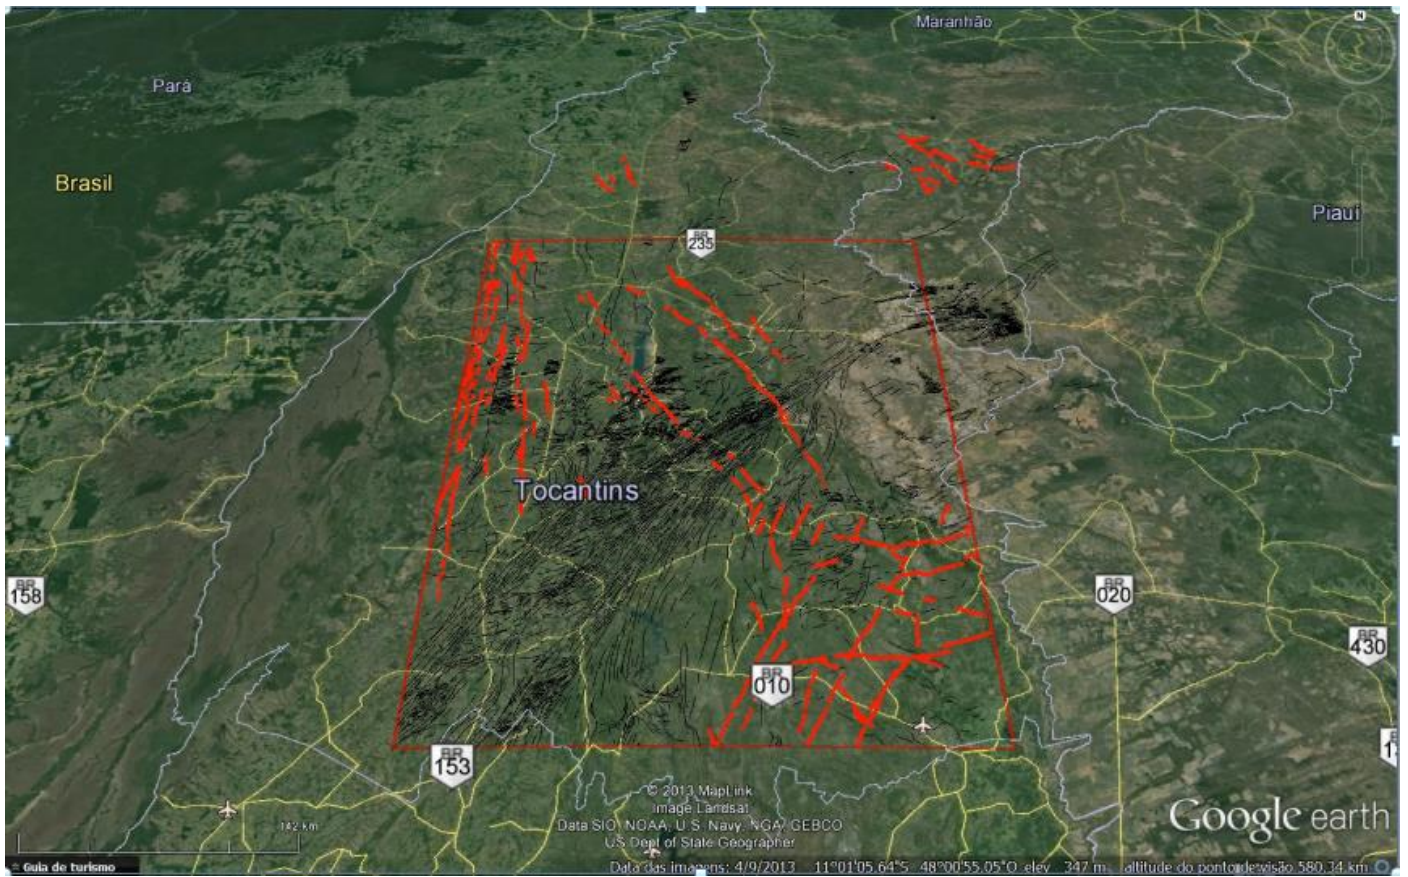 Maranhão
N
Pará
Brasil
Piauí
BR
235
Tocantins
BR
158
BR
020
BR
430
BR
010
BR
153
© 2013 MapLink
Image Landsat
Data SIO, NOAA, U.S. Navy, NGA, GEBCO
US Dept of State Geographer
Google earth
142 km
Guia de turismo
Data das imagens: 4/9/2013 11°01'05.64"S 48°00'55.05"O elev 347 m altitude do ponto de visão 580.34 km